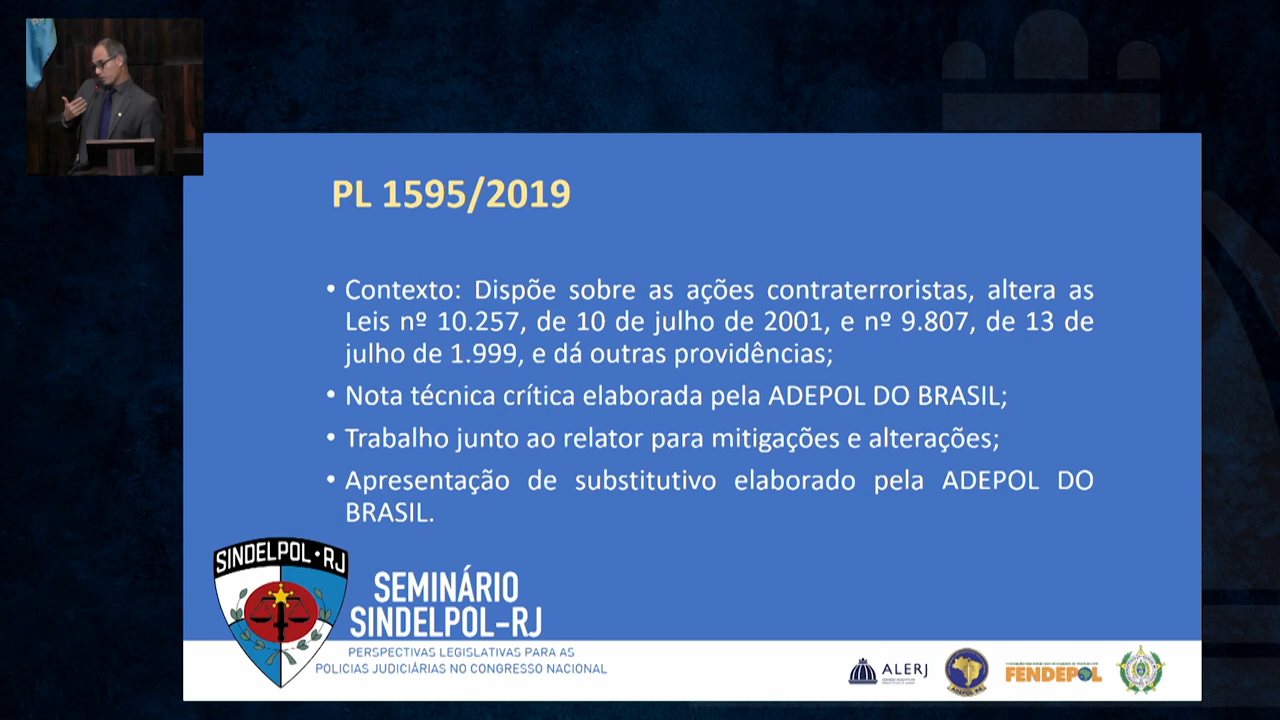 PL 1595/2019
• Contexto: Dispõe sobre as ações contraterroristas, altera as
Leis nº 10.257, de 10 de julho de 2001, e nº 9.807, de 13 de
julho de 1.999, e dá outras providências;
• Nota técnica crítica elaborada pela ADEPOL DO BRASIL;
• Trabalho junto ao relator para mitigações e alterações;
• Apresentação de substitutivo elaborado pela ADEPOL DO
BRASIL.
SINDELPOL • RJ
SEMINÁRIO
SINDELPOL-RJ
PERSPECTIVAS LEGISLATIVAS PARA AS
POLICIAS JUDICIÁRIAS NO CONGRESSO NACIONAL
ALERJ
FENDEPOL